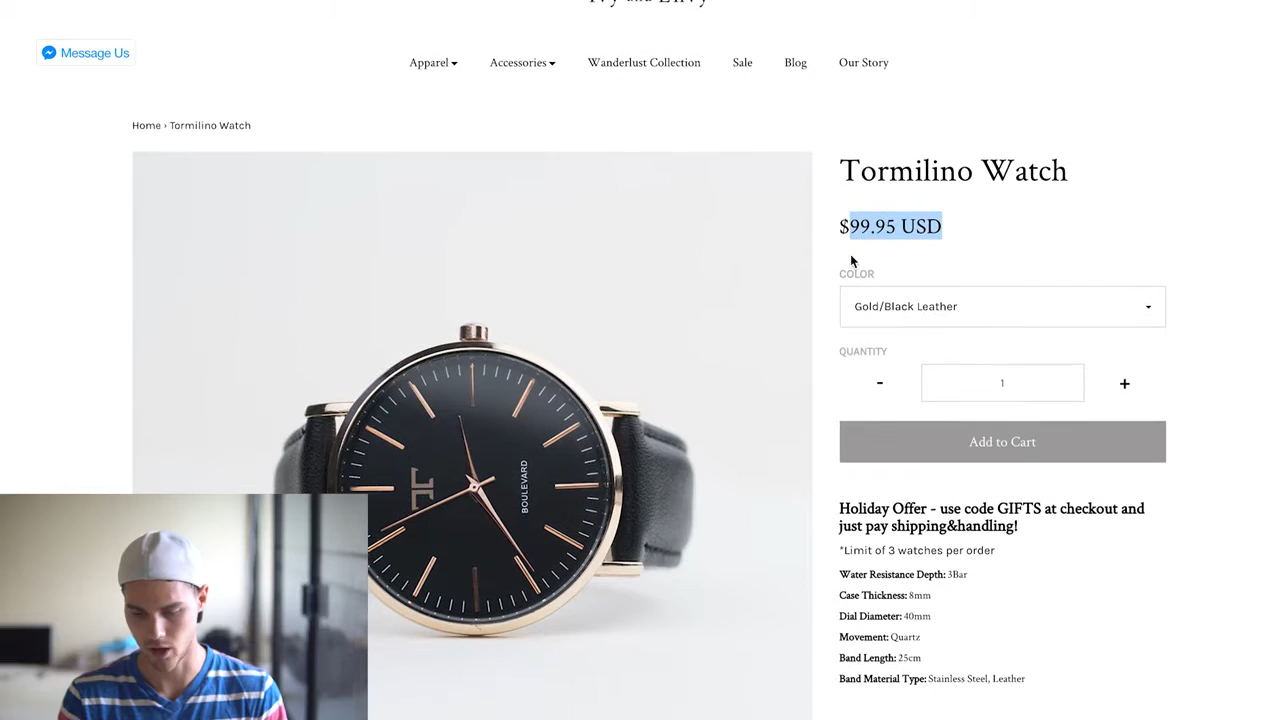 Ivy and Envy
Message Us
Apparel Accessories Wanderlust Collection Sale Blog Our Story
Home › Tormilino Watch
Tormilino Watch
$99.95 USD
COLOR
Gold/Black Leather
QUANTITY
- 1 +
Add to Cart
BOULEVARD
Holiday Offer - use code GIFTS at checkout and
just pay shipping&handling!
*Limit of 3 watches per order
Water Resistance Depth: 3Bar
Case Thickness: 8mm
Dial Diameter: 40mm
Movement: Quartz
Band Length: 25cm
Band Material Type: Stainless Steel, Leather